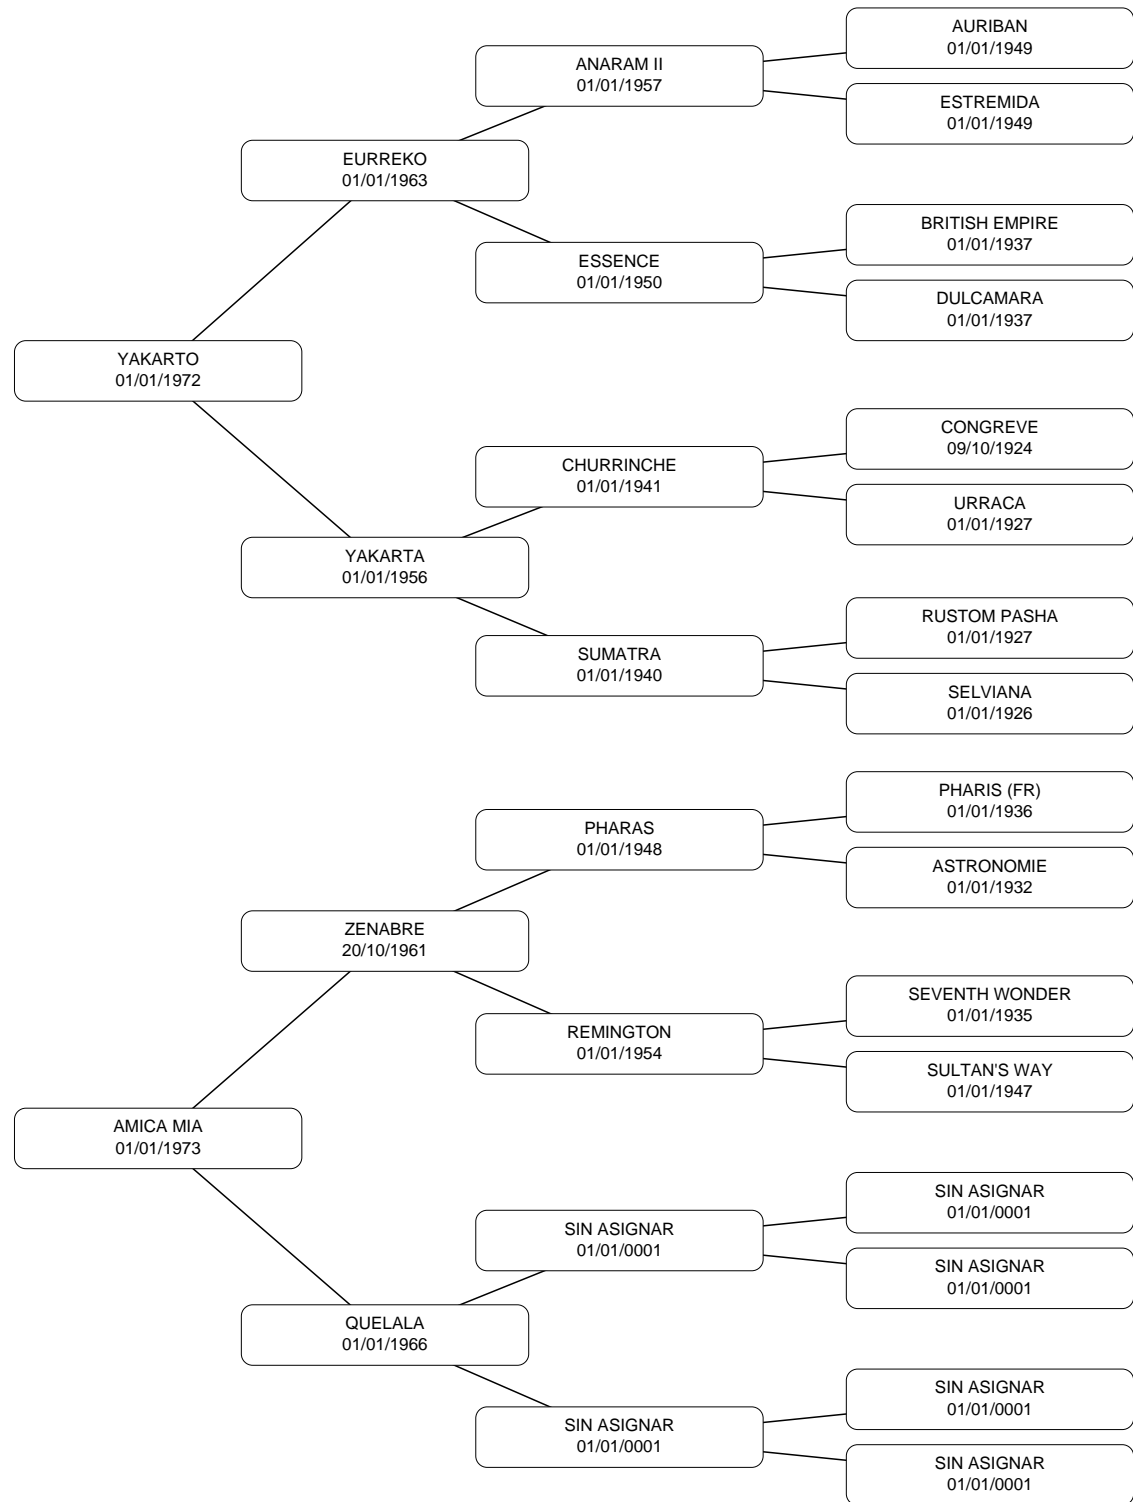 AURIBAN
01/01/1949
ANARAM II
01/01/1957
ESTREMIDA
01/01/1949
EURREKO
01/01/1963
BRITISH EMPIRE
01/01/1937
ESSENCE
01/01/1950
DULCAMARA
01/01/1937
YAKARTO
01/01/1972
CONGREVE
09/10/1924
CHURRINCHE
01/01/1941
URRACA
01/01/1927
YAKARTA
01/01/1956
RUSTOM PASHA
01/01/1927
SUMATRA
01/01/1940
SELVIANA
01/01/1926
PHARIS (FR)
01/01/1936
PHARAS
01/01/1948
ASTRONOMIE
01/01/1932
ZENABRE
20/10/1961
SEVENTH WONDER
01/01/1935
REMINGTON
01/01/1954
SULTAN'S WAY
01/01/1947
AMICA MIA
01/01/1973
SIN ASIGNAR
01/01/0001
SIN ASIGNAR
01/01/0001
SIN ASIGNAR
01/01/0001
QUELALA
01/01/1966
SIN ASIGNAR
01/01/0001
SIN ASIGNAR
01/01/0001
SIN ASIGNAR
01/01/0001